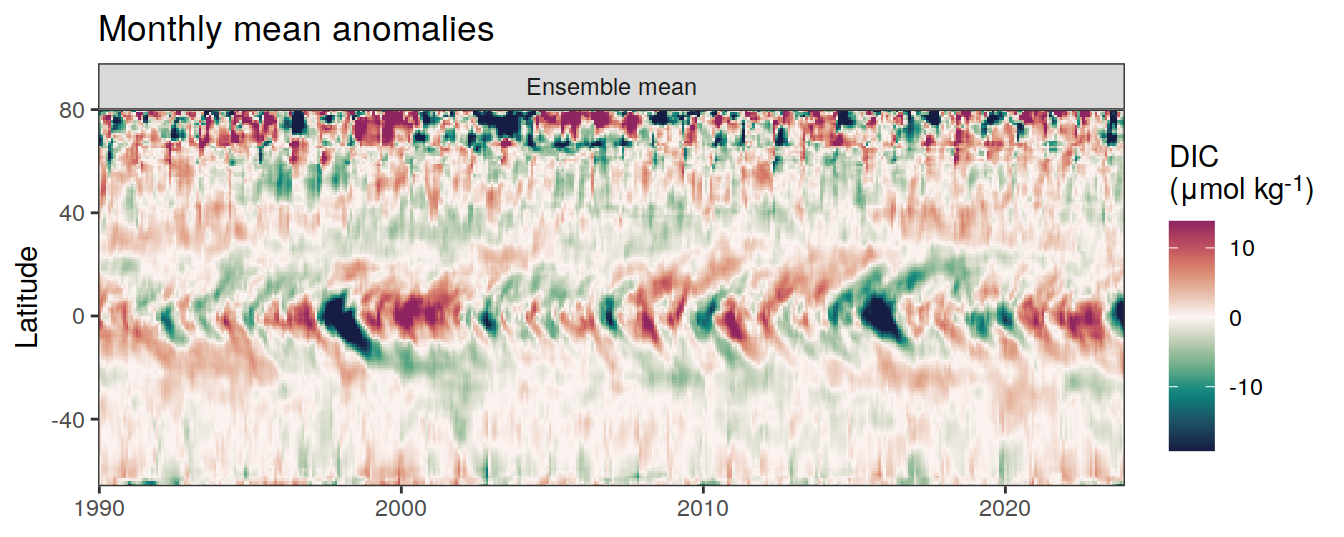 Monthly mean anomalies
Ensemble mean
80
40
0
-40
Latitude
1990
2000
2010
2020
DIC
(µmol kg⁻¹)
10
0
-10